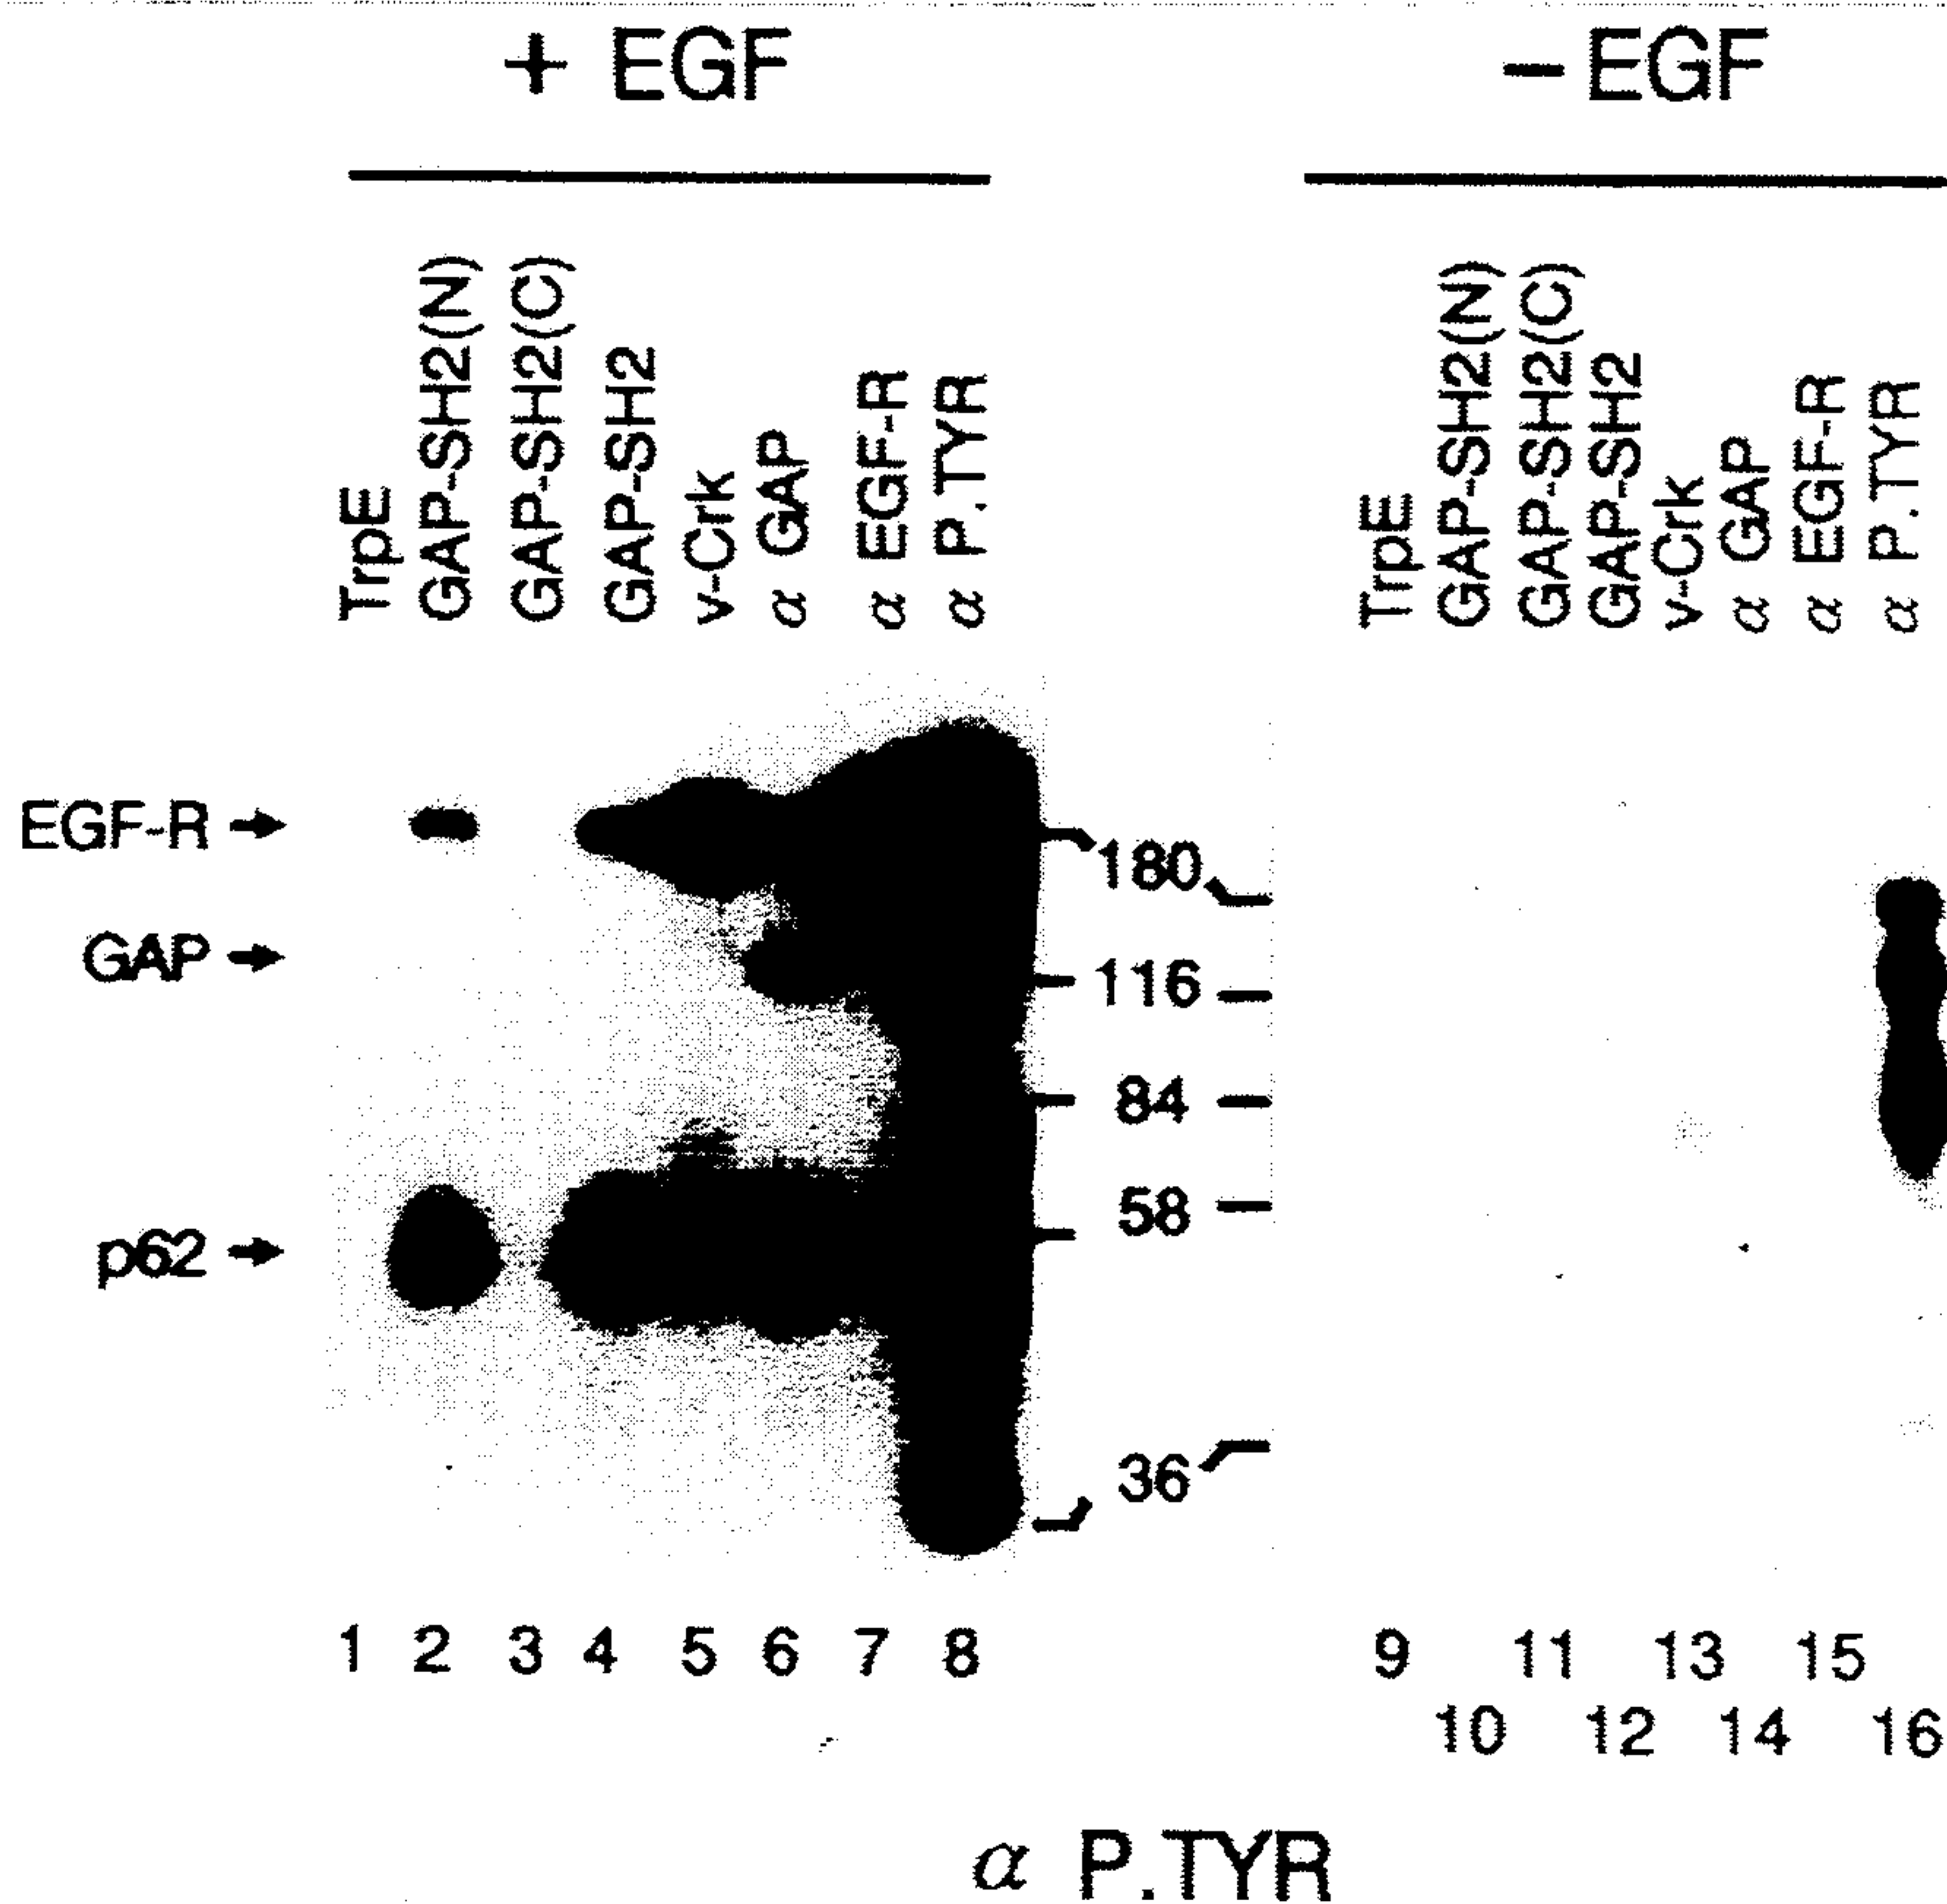 + EGF
− EGF
TrpE
GAP-SH2(N)
GAP-SH2(C)
GAP-SH2
v-Crk
α GAP
α EGF-R
α P.TYR
TrpE
GAP-SH2(N)
GAP-SH2(C)
GAP-SH2
v-Crk
α GAP
α EGF-R
α P.TYR
EGF-R
GAP
p62
180
116
84
58
36
1 2 3 4 5 6 7 8
9 11 13 15
10 12 14 16
α P.TYR